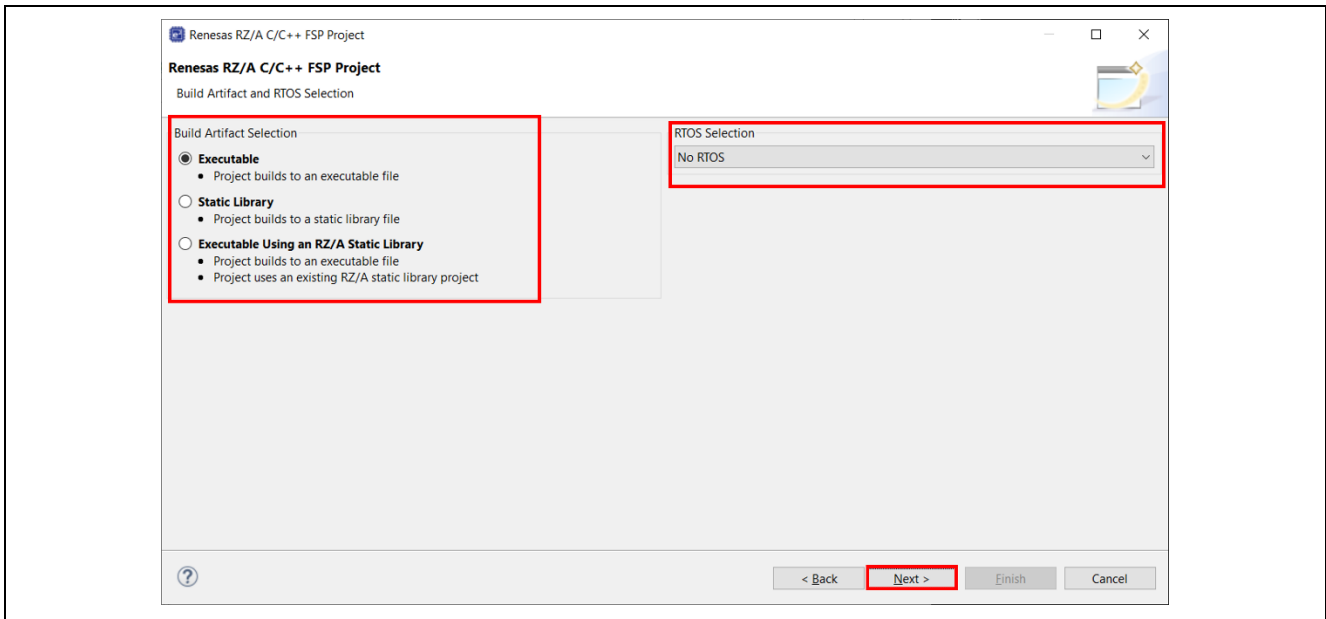 Renesas RZ/A C/C++ FSP Project
Renesas RZ/A C/C++ FSP Project
Build Artifact and RTOS Selection
Build Artifact Selection
Executable
• Project builds to an executable file
Static Library
• Project builds to a static library file
Executable Using an RZ/A Static Library
• Project builds to an executable file
• Project uses an existing RZ/A static library project
RTOS Selection
No RTOS
? < Back Next > Finish Cancel